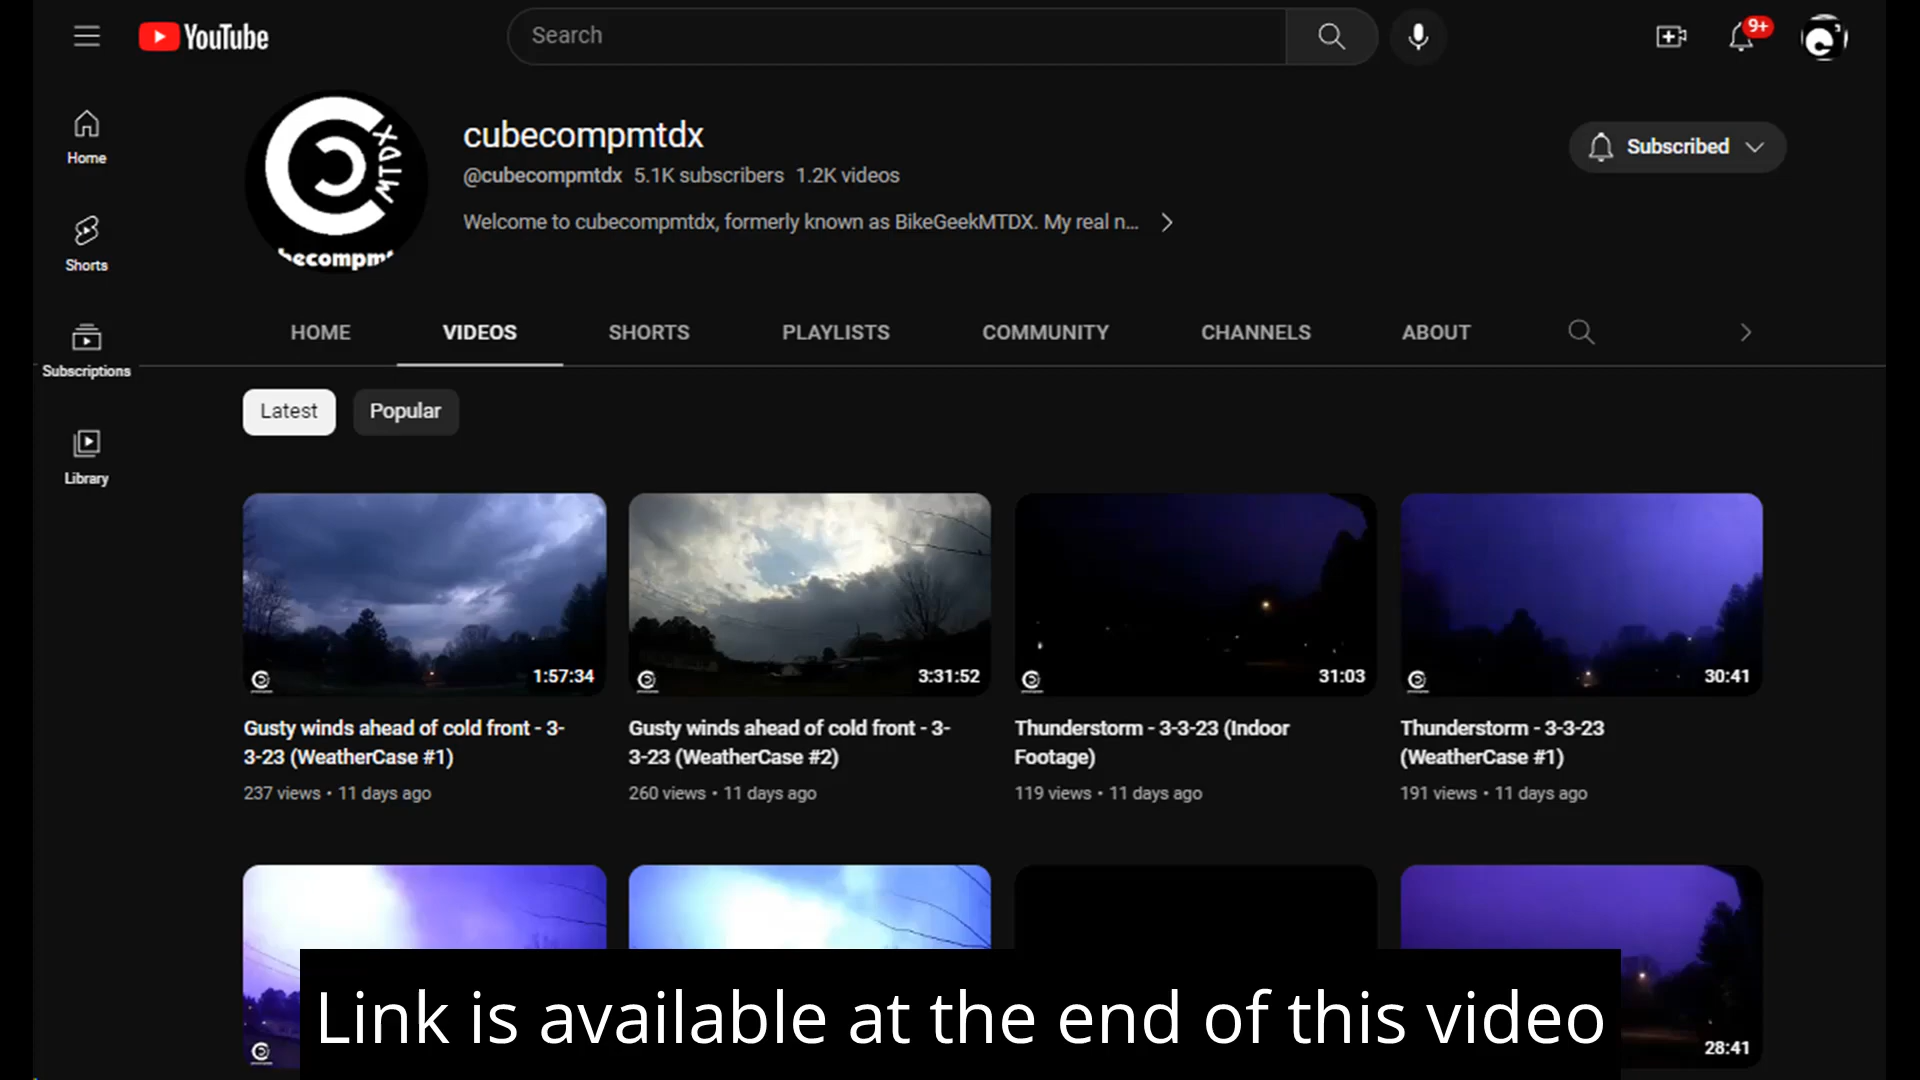 YouTube
Search
9+
Home
Shorts
Subscriptions
Library
MTDX
becompmt
cubecompmtdx
@cubecompmtdx 5.1K subscribers 1.2K videos
Welcome to cubecompmtdx, formerly known as BikeGeekMTDX. My real n...
Subscribed
HOME VIDEOS SHORTS PLAYLISTS COMMUNITY CHANNELS ABOUT
Latest Popular
1:57:34 3:31:52 31:03 30:41
Gusty winds ahead of cold front - 3-
3-23 (WeatherCase #1)
237 views • 11 days ago
Gusty winds ahead of cold front - 3-
3-23 (WeatherCase #2)
260 views • 11 days ago
Thunderstorm - 3-3-23 (Indoor
Footage)
119 views • 11 days ago
Thunderstorm - 3-3-23
(WeatherCase #1)
191 views • 11 days ago
Link is available at the end of this video
28:41